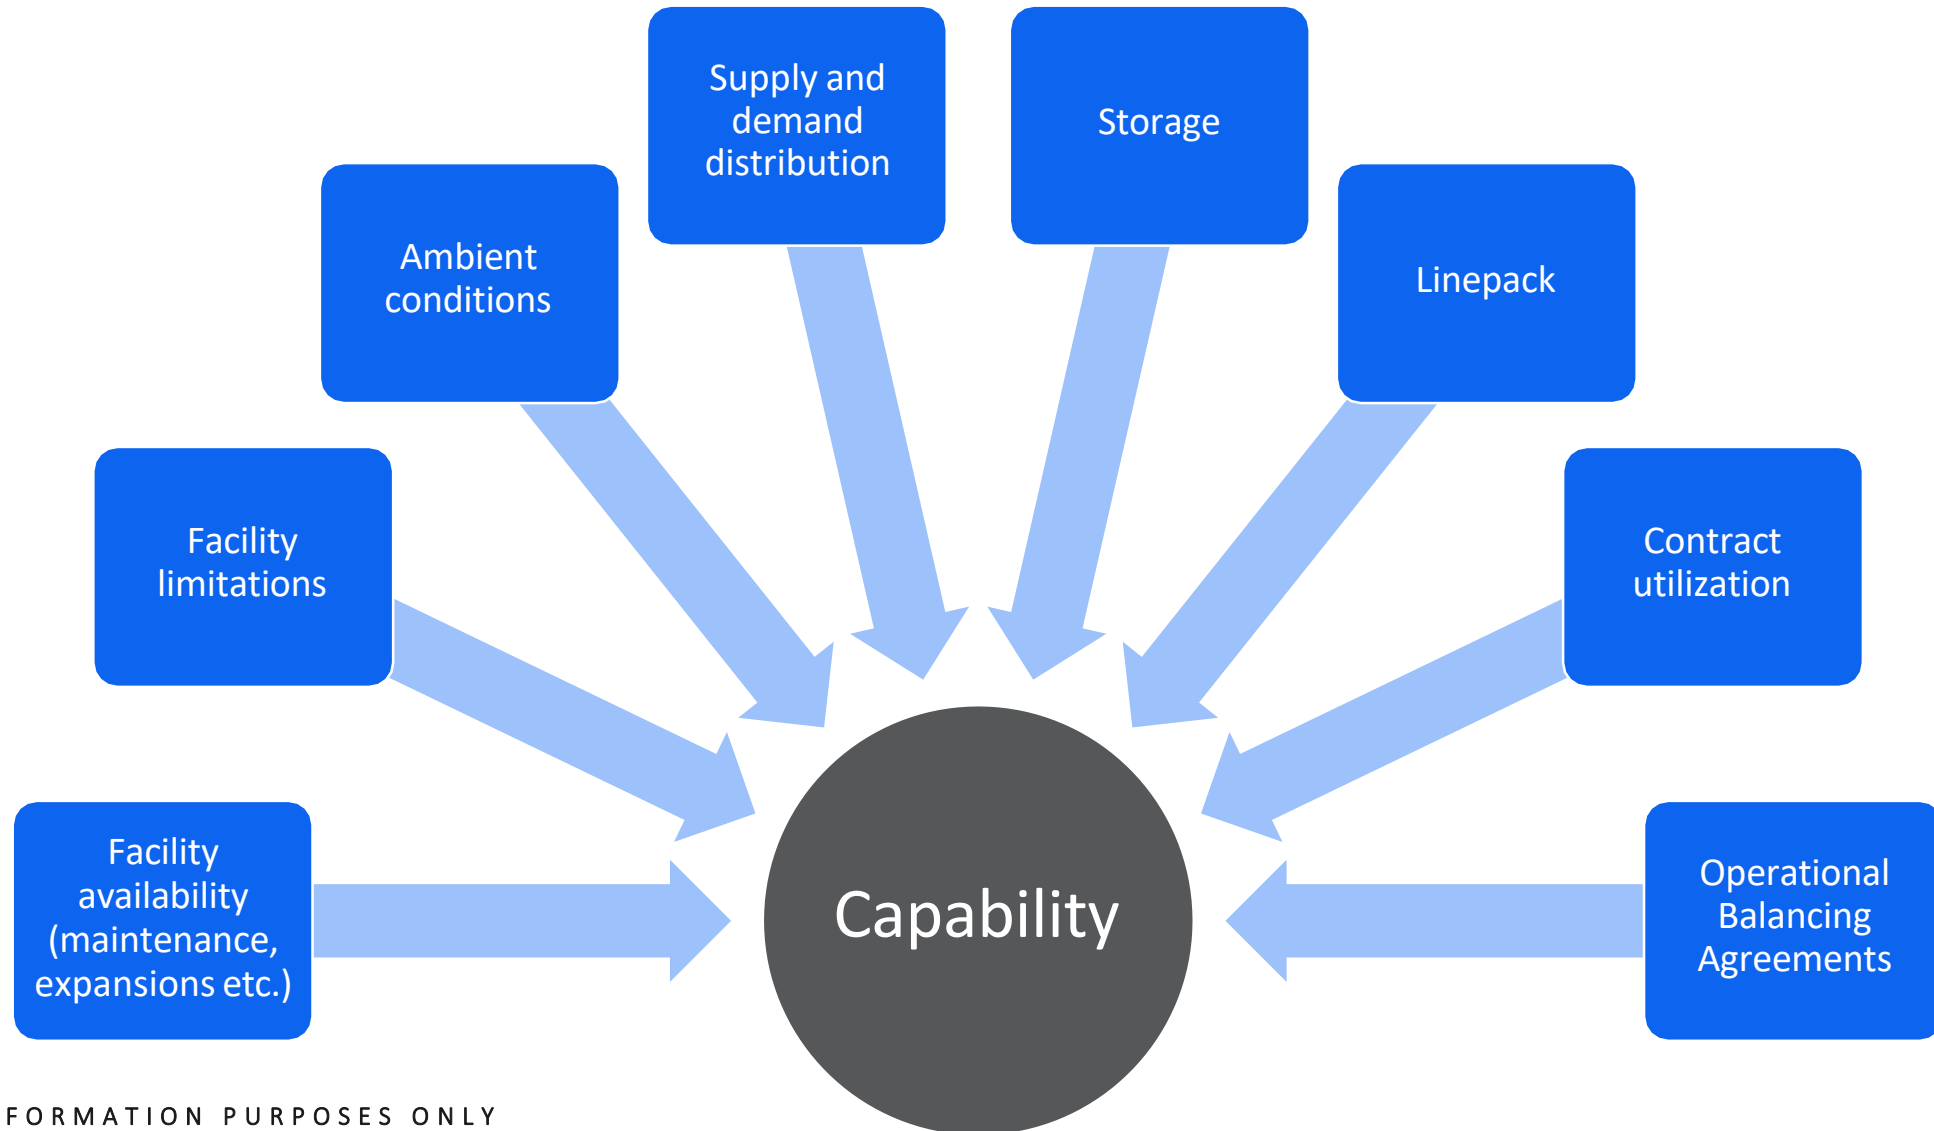 Supply and
demand
distribution
Storage
Ambient
conditions
Linepack
Facility
limitations
Contract
utilization
Facility
availability
(maintenance,
expansions etc.)
Capability
Operational
Balancing
Agreements
FORMATION PURPOSES ONLY